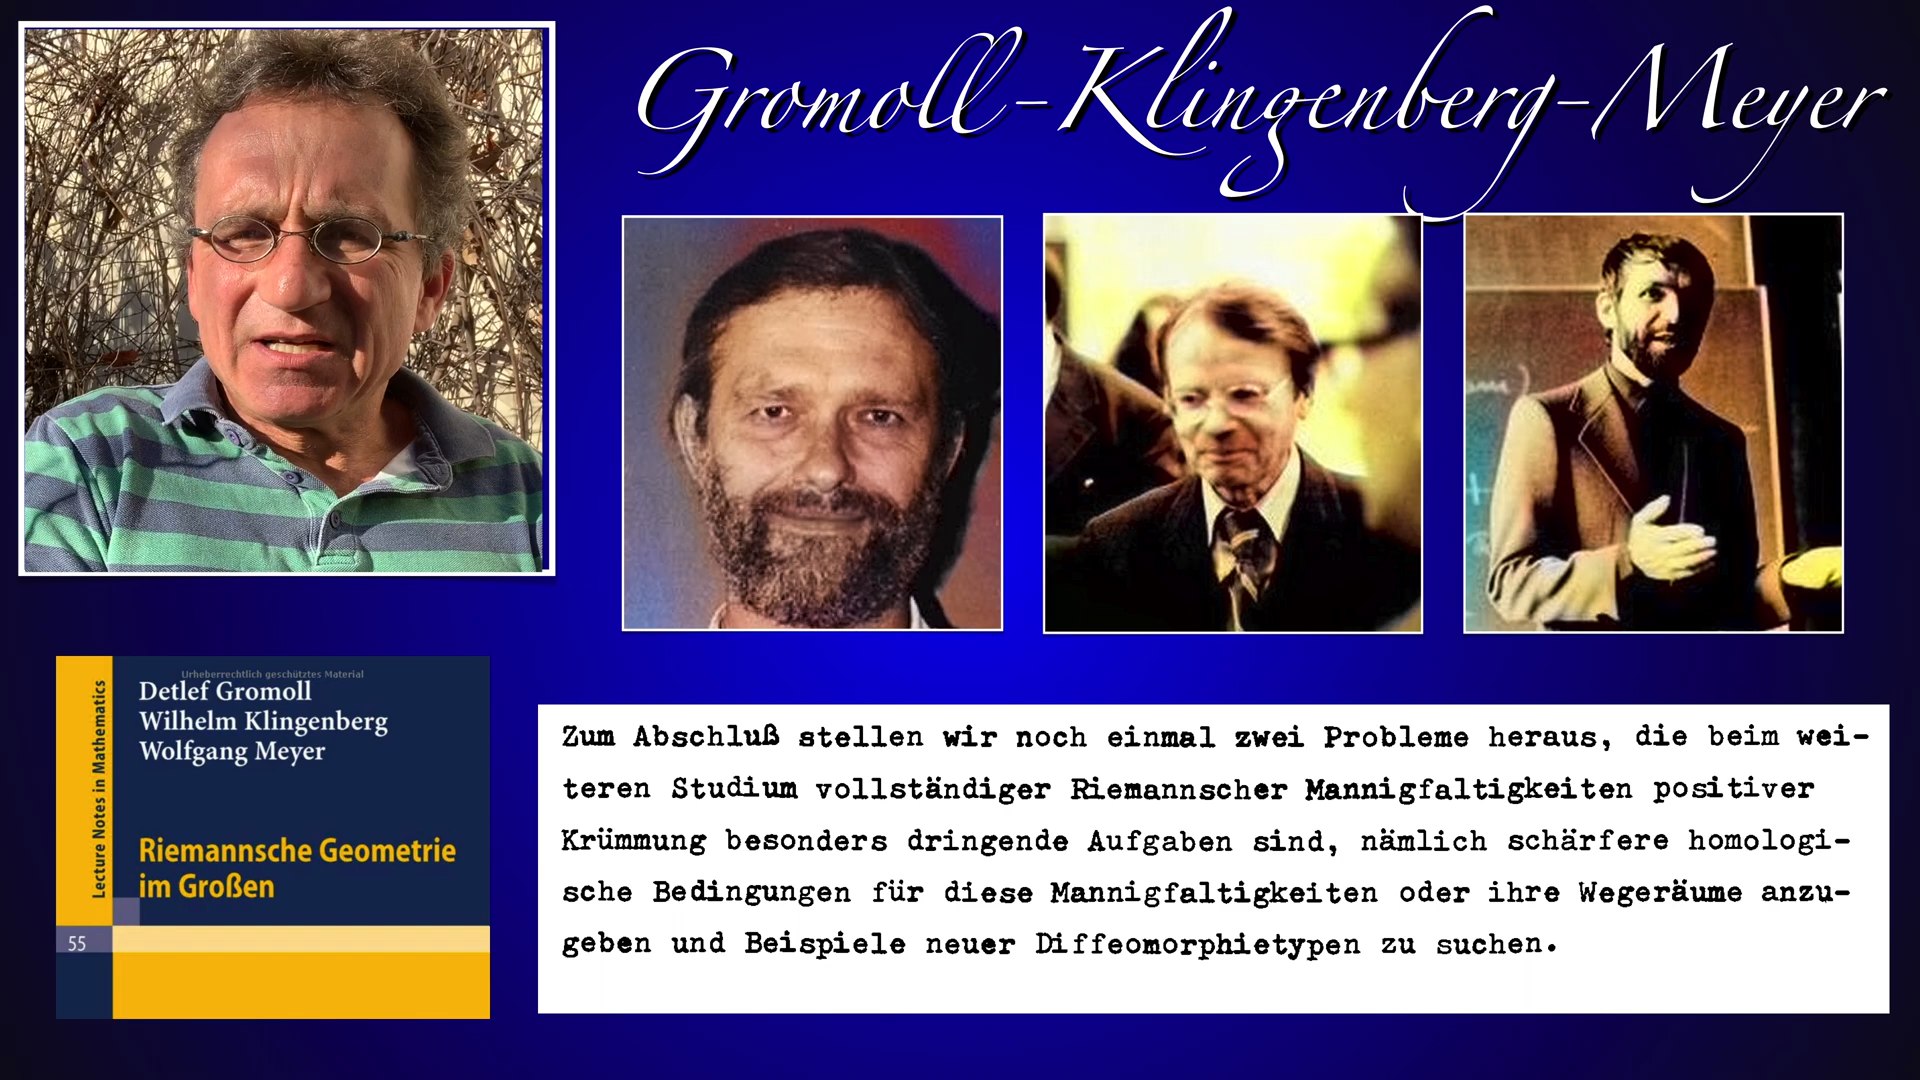 Gromoll-Klingenberg-Meyer
Urheberrechtlich geschütztes Material
Detlef Gromoll
Wilhelm Klingenberg
Wolfgang Meyer
Lecture Notes in Mathematics
Riemannsche Geometrie
im Großen
55
Zum Abschluß stellen wir noch einmal zwei Probleme heraus, die beim wei-
teren Studium vollständiger Riemannscher Mannigfaltigkeiten positiver
Krümmung besonders dringende Aufgaben sind, nämlich schärfere homologi-
sche Bedingungen für diese Mannigfaltigkeiten oder ihre Wegeräume anzu-
geben und Beispiele neuer Diffeomorphietypen zu suchen.